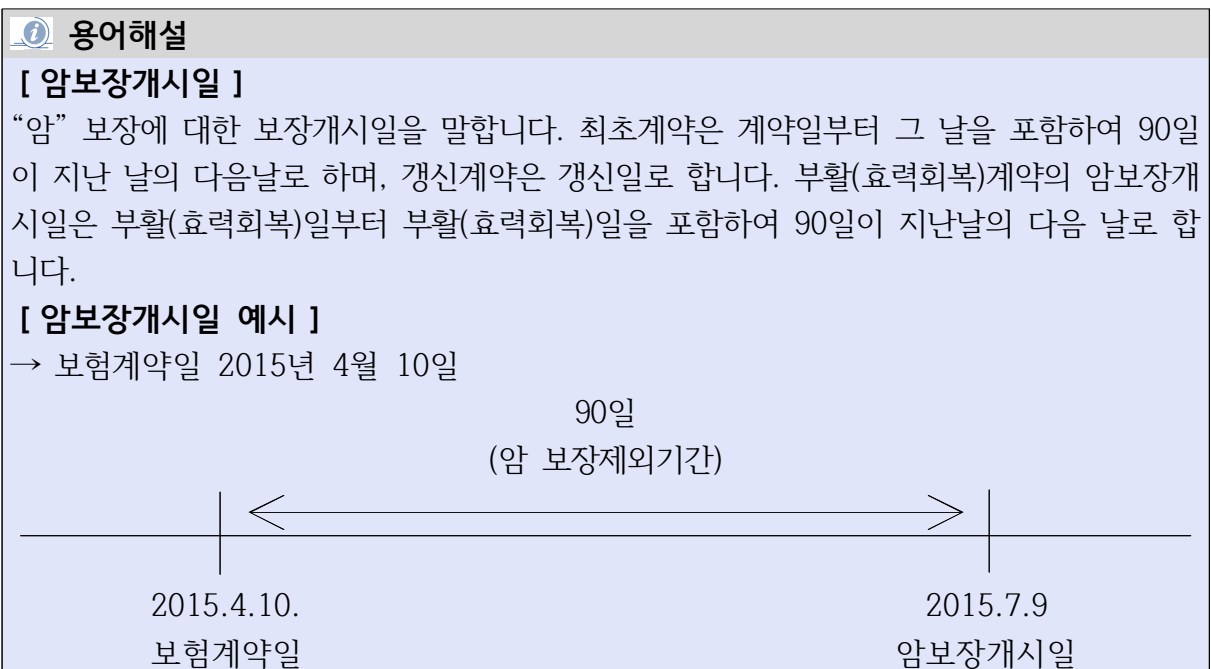 용어해설
[ 암보장개시일 ]
“암” 보장에 대한 보장개시일을 말합니다. 최초계약은 계약일부터 그 날을 포함하여 90일
이 지난 날의 다음날로 하며, 갱신계약은 갱신일로 합니다. 부활(효력회복)계약의 암보장개
시일은 부활(효력회복)일부터 부활(효력회복)일을 포함하여 90일이 지난날의 다음 날로 합
니다.
[ 암보장개시일 예시 ]
→ 보험계약일 2015년 4월 10일
90일
(암 보장제외기간)
2015.4.10. 2015.7.9
보험계약일 암보장개시일